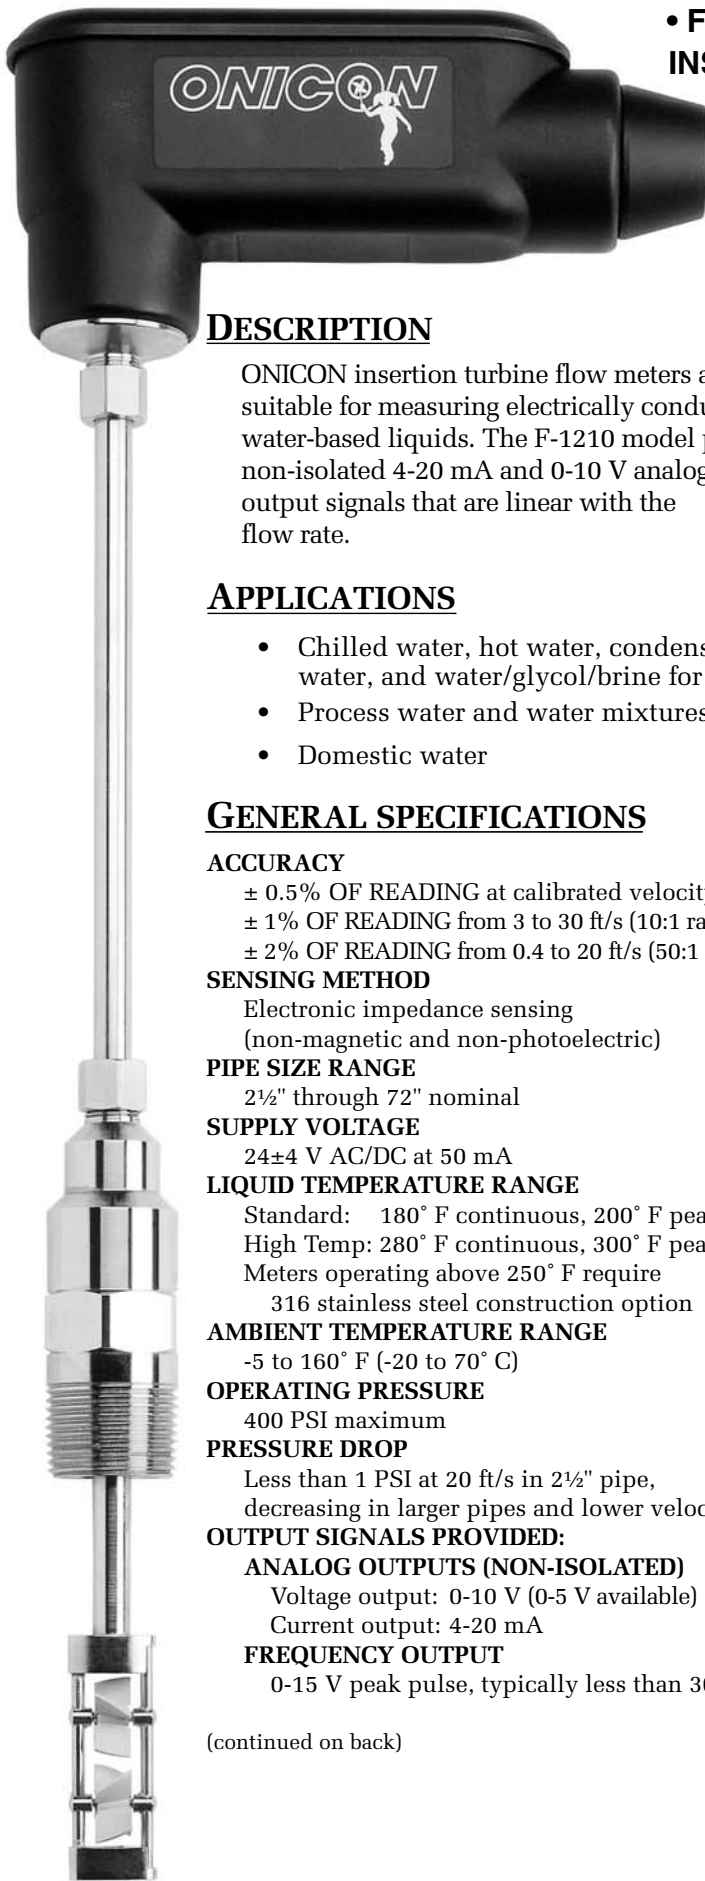 • F
INS
ONICON
DESCRIPTION
ONICON insertion turbine flow meters a
suitable for measuring electrically condu
water-based liquids. The F-1210 model p
non-isolated 4-20 mA and 0-10 V analog
output signals that are linear with the
flow rate.
APPLICATIONS
• Chilled water, hot water, condens
water, and water/glycol/brine for
• Process water and water mixtures
• Domestic water
GENERAL SPECIFICATIONS
ACCURACY
± 0.5% OF READING at calibrated velocity
± 1% OF READING from 3 to 30 ft/s (10:1 ra
± 2% OF READING from 0.4 to 20 ft/s (50:1
SENSING METHOD
Electronic impedance sensing
(non-magnetic and non-photoelectric)
PIPE SIZE RANGE
2½" through 72" nominal
SUPPLY VOLTAGE
24±4 V AC/DC at 50 mA
LIQUID TEMPERATURE RANGE
Standard: 180˚ F continuous, 200˚ F pea
High Temp: 280˚ F continuous, 300˚ F pea
Meters operating above 250˚ F require
316 stainless steel construction option
AMBIENT TEMPERATURE RANGE
-5 to 160˚ F (-20 to 70˚ C)
OPERATING PRESSURE
400 PSI maximum
PRESSURE DROP
Less than 1 PSI at 20 ft/s in 2½" pipe,
decreasing in larger pipes and lower veloc
OUTPUT SIGNALS PROVIDED:
ANALOG OUTPUTS (NON-ISOLATED)
Voltage output: 0-10 V (0-5 V available)
Current output: 4-20 mA
FREQUENCY OUTPUT
0-15 V peak pulse, typically less than 30
(continued on back)